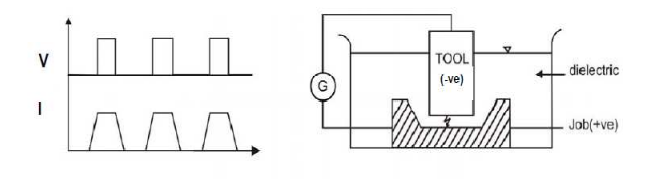 V
I
G
TOOL
(-ve)
dielectric
Job(+ve)